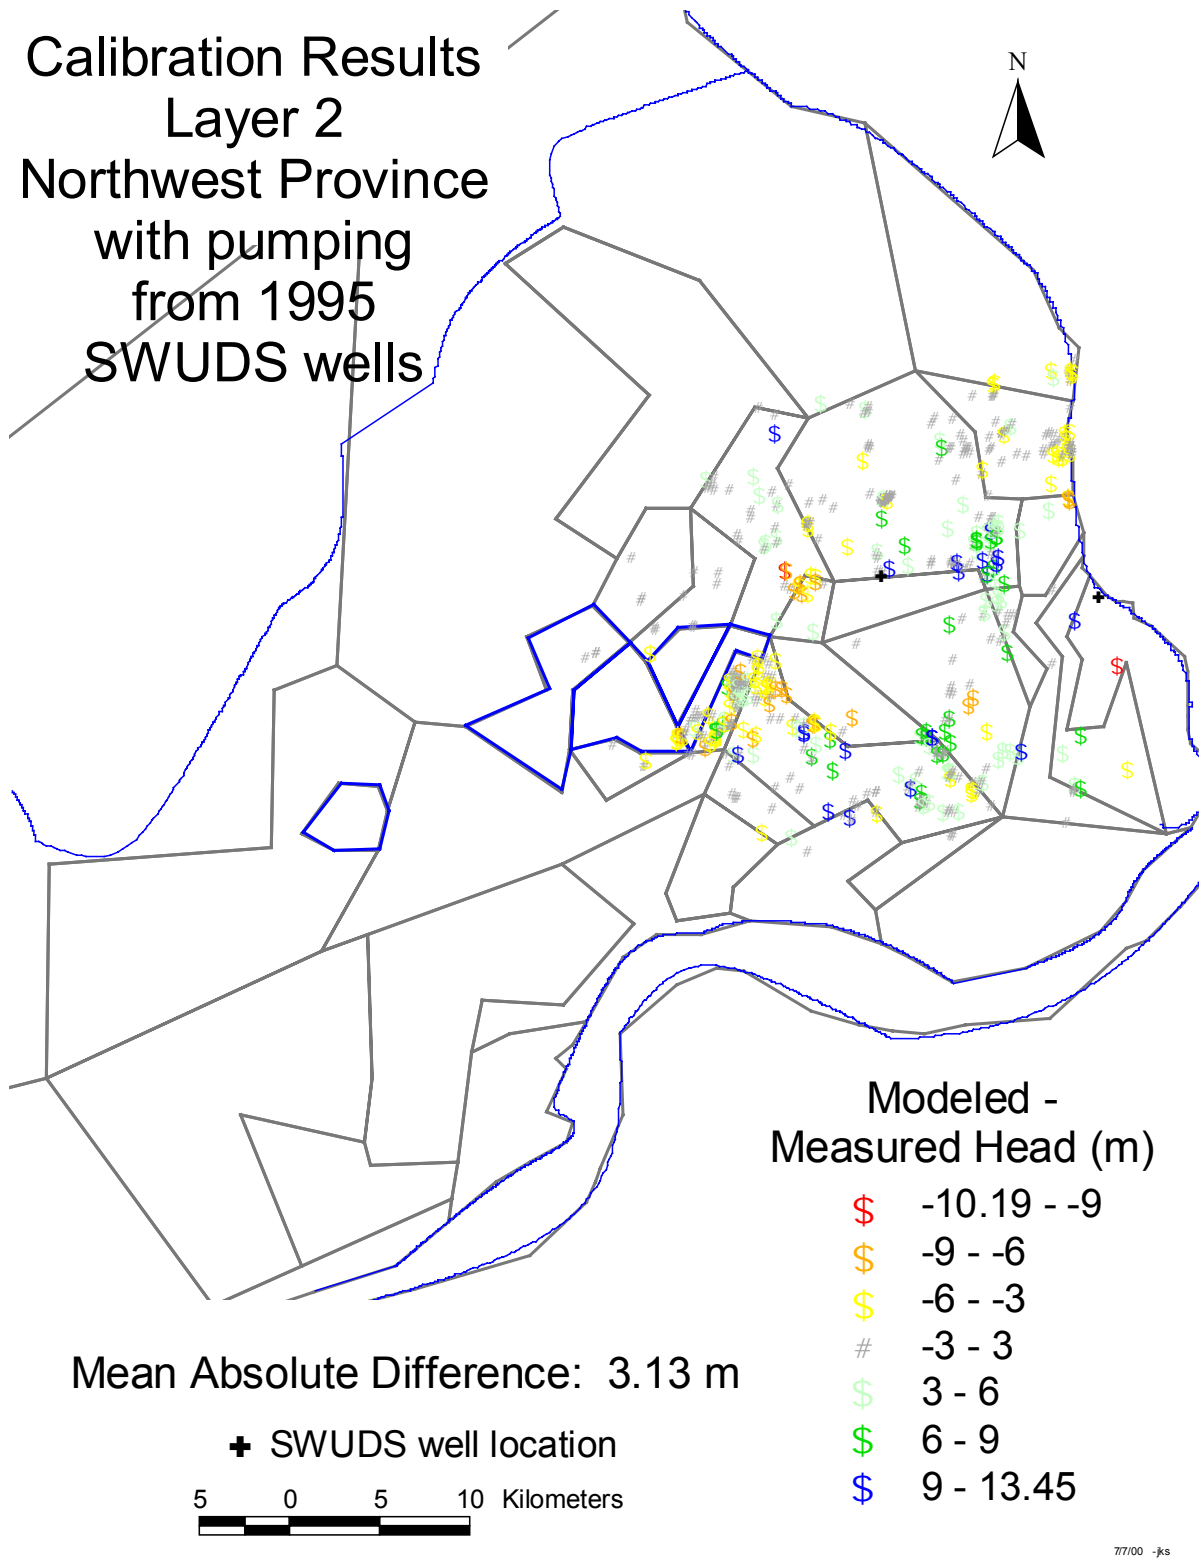 Calibration Results
Layer 2
Northwest Province
with pumping
from 1995
SWUDS wells
N
Modeled -
Measured Head (m)
$ -10.19 - -9
$ -9 - -6
$ -6 - -3
# -3 - 3
$ 3 - 6
$ 6 - 9
$ 9 - 13.45
Mean Absolute Difference: 3.13 m
SWUDS well location
5 0 5 10 Kilometers
7/7/00 -jks